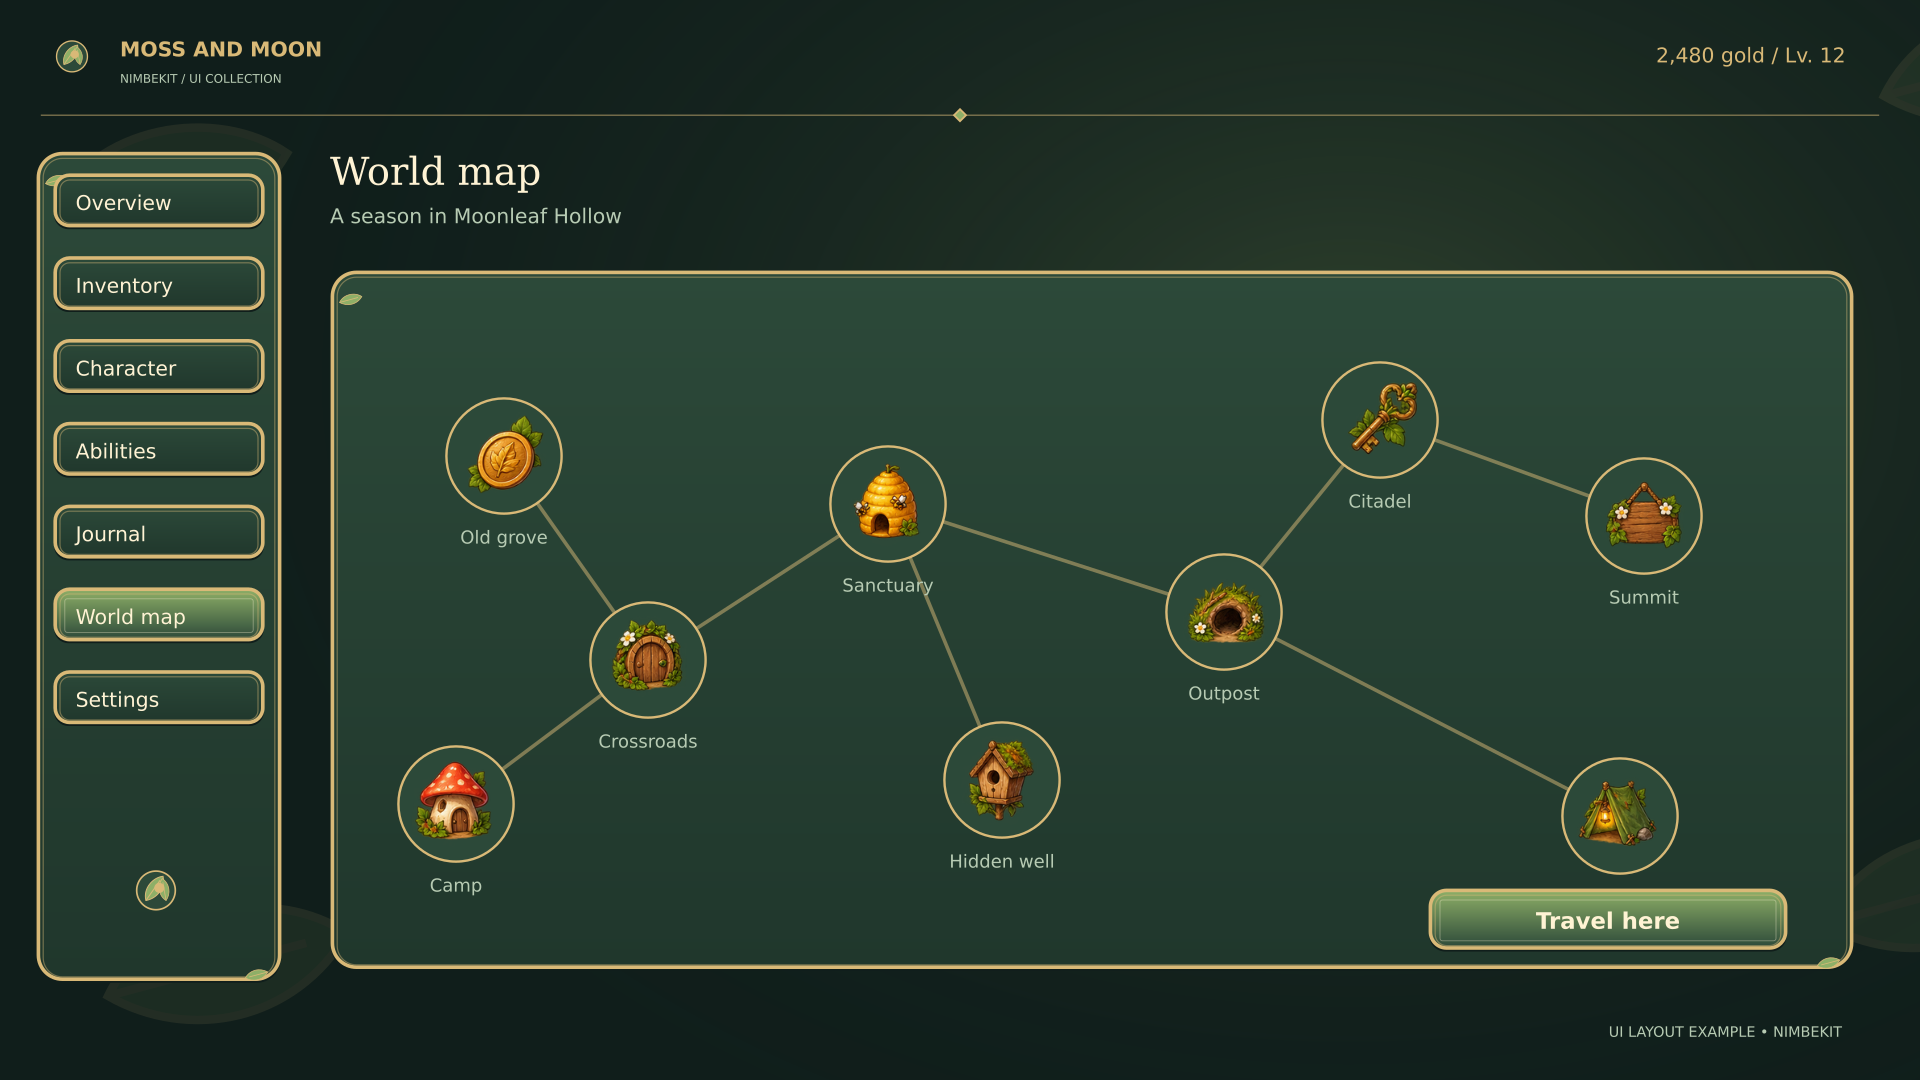 MOSS AND MOON
NIMBEKIT / UI COLLECTION
2,480 gold / Lv. 12
Overview
Inventory
Character
Abilities
Journal
World map
Settings
World map
A season in Moonleaf Hollow
Old grove
Sanctuary
Citadel
Summit
Crossroads
Outpost
Camp
Hidden well
Travel here
UI LAYOUT EXAMPLE • NIMBEKIT